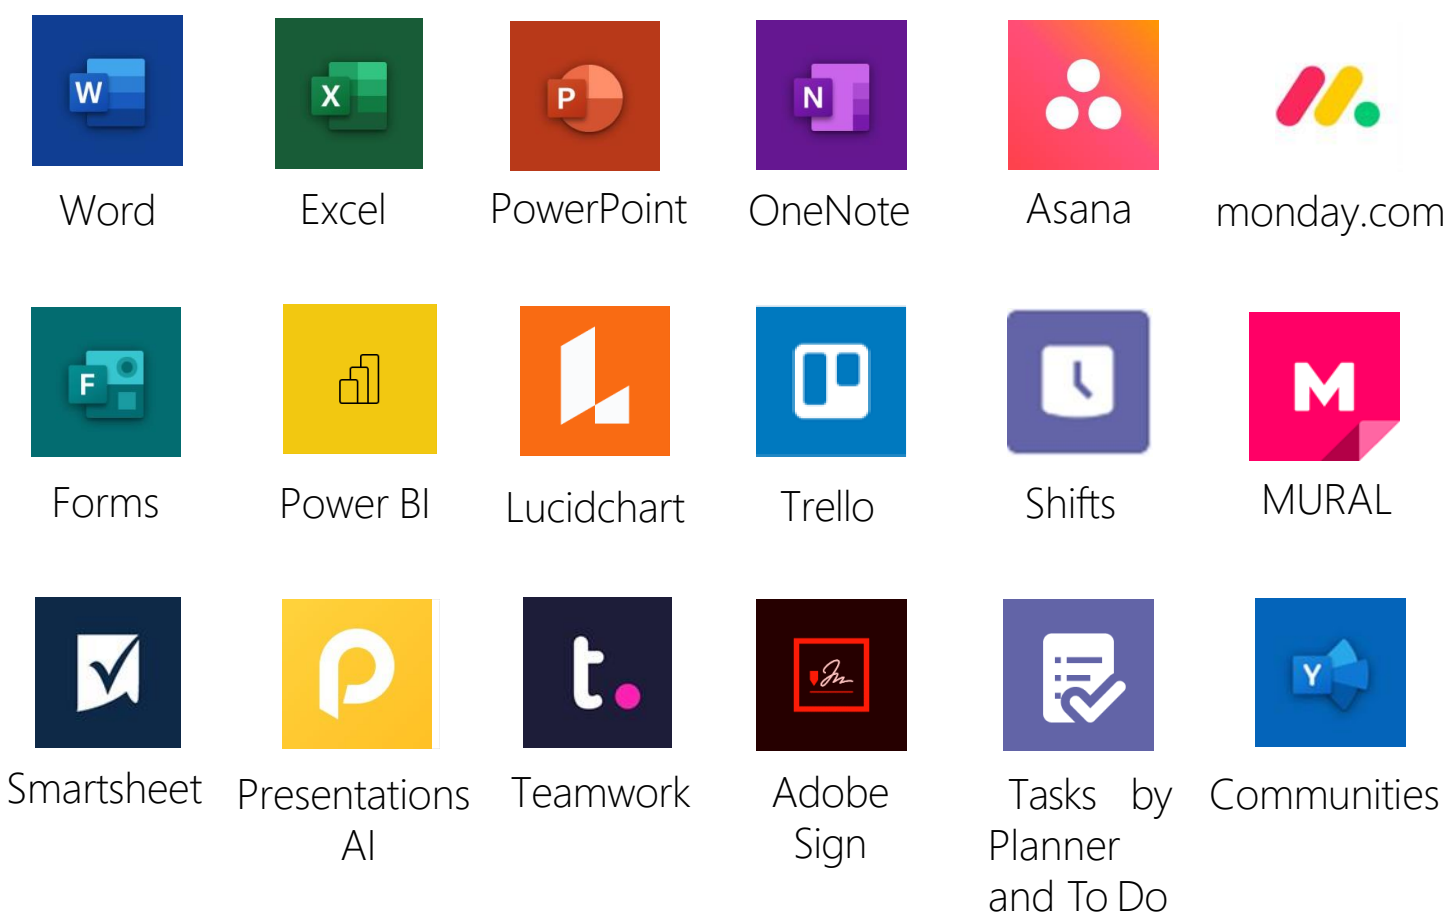 W
X
P
N
Word
Excel
PowerPoint
OneNote
Asana
monday.com
F
M
Forms
Power BI
Lucidchart
Trello
Shifts
MURAL
t.
Y
Smartsheet
Presentations
AI
Teamwork
Adobe
Sign
Tasks by
Planner
and To Do
Communities